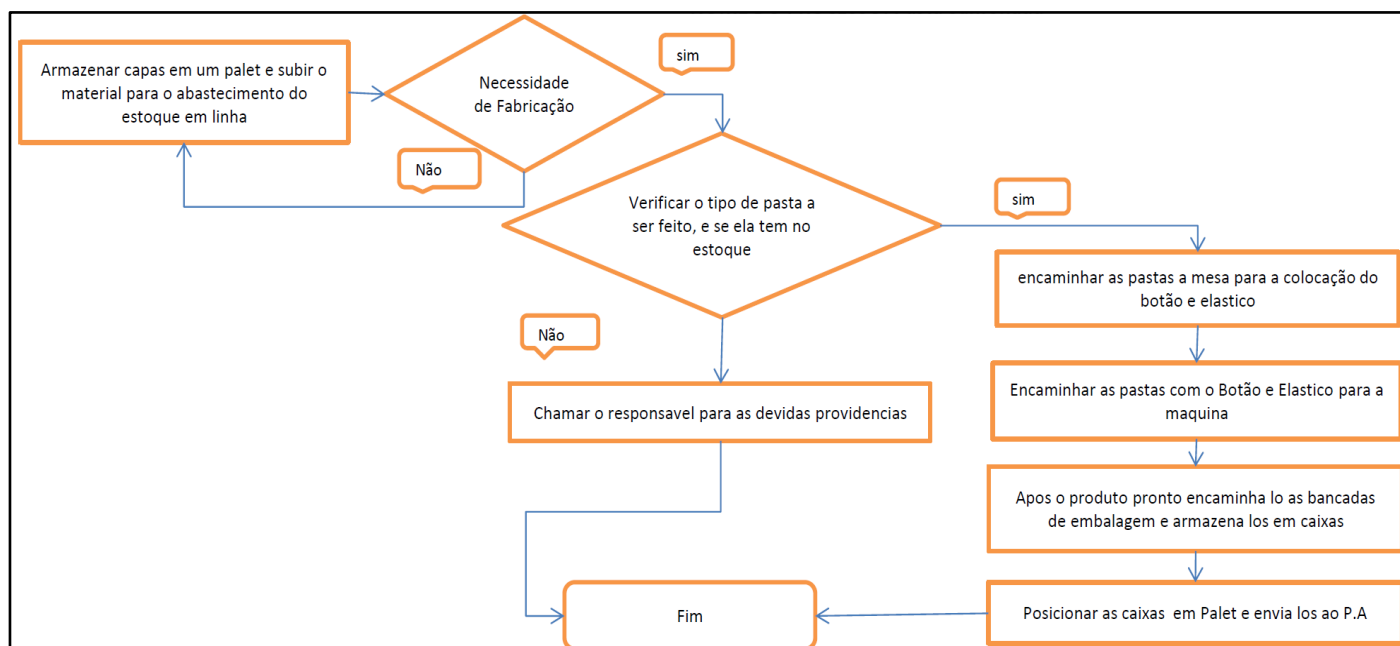 Armazenar capas em um palet e subir o
material para o abastecimento do
estoque em linha
Necessidade
de Fabricação
sim
Não
Verificar o tipo de pasta a
ser feito, e se ela tem no
estoque
sim
encaminhar as pastas a mesa para a colocação do
botão e elastico
Não
Chamar o responsavel para as devidas providencias
Encaminhar as pastas com o Botão e Elastico para a
maquina
Apos o produto pronto encaminha lo as bancadas
de embalagem e armazena los em caixas
Posicionar as caixas em Palet e envia los ao P.A
Fim